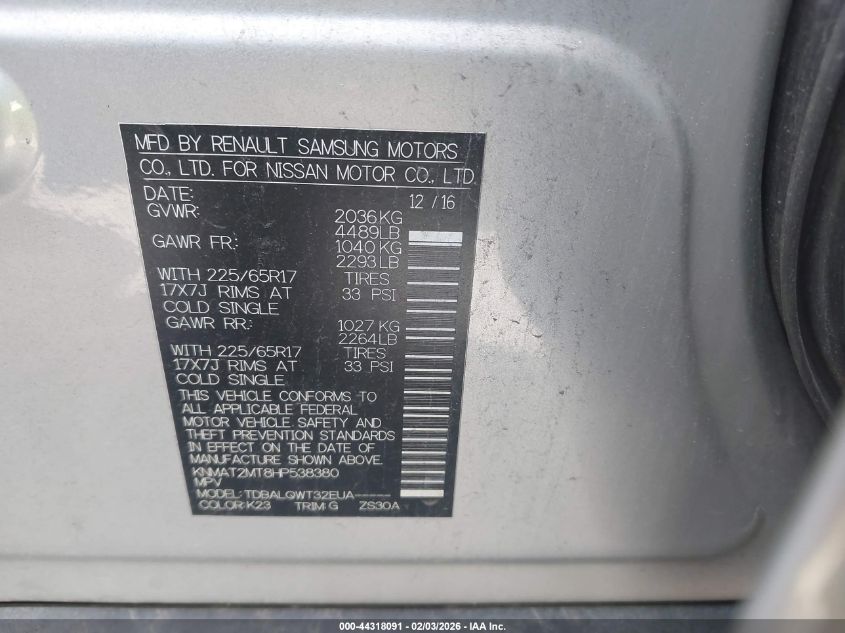 MFD BY RENAULT SAMSUNG MOTORS
CO., LTD. FOR NISSAN MOTOR CO., LTD.
DATE: 12 / 16
GVWR: 2036KG
4489LB
GAWR FR: 1040 KG
2293LB
WITH 225/65R17 TIRES
17X7J RIMS AT 33 PSI
COLD SINGLE
GAWR RR: 1027 KG
2264LB
WITH 225/65R17 TIRES
17X7J RIMS AT 33 PSI
COLD SINGLE
THIS VEHICLE CONFORMS TO
ALL APPLICABLE FEDERAL
MOTOR VEHICLE SAFETY AND
THEFT PREVENTION STANDARDS
IN EFFECT ON THE DATE OF
MANUFACTURE SHOWN ABOVE.
KNMAT2MT8HP538380
MPV
MODEL: TDBALQWT32EUA-----
COLOR:K23 TRIM:G ZS30A
000-44318091 - 02/03/2026 - IAA Inc.